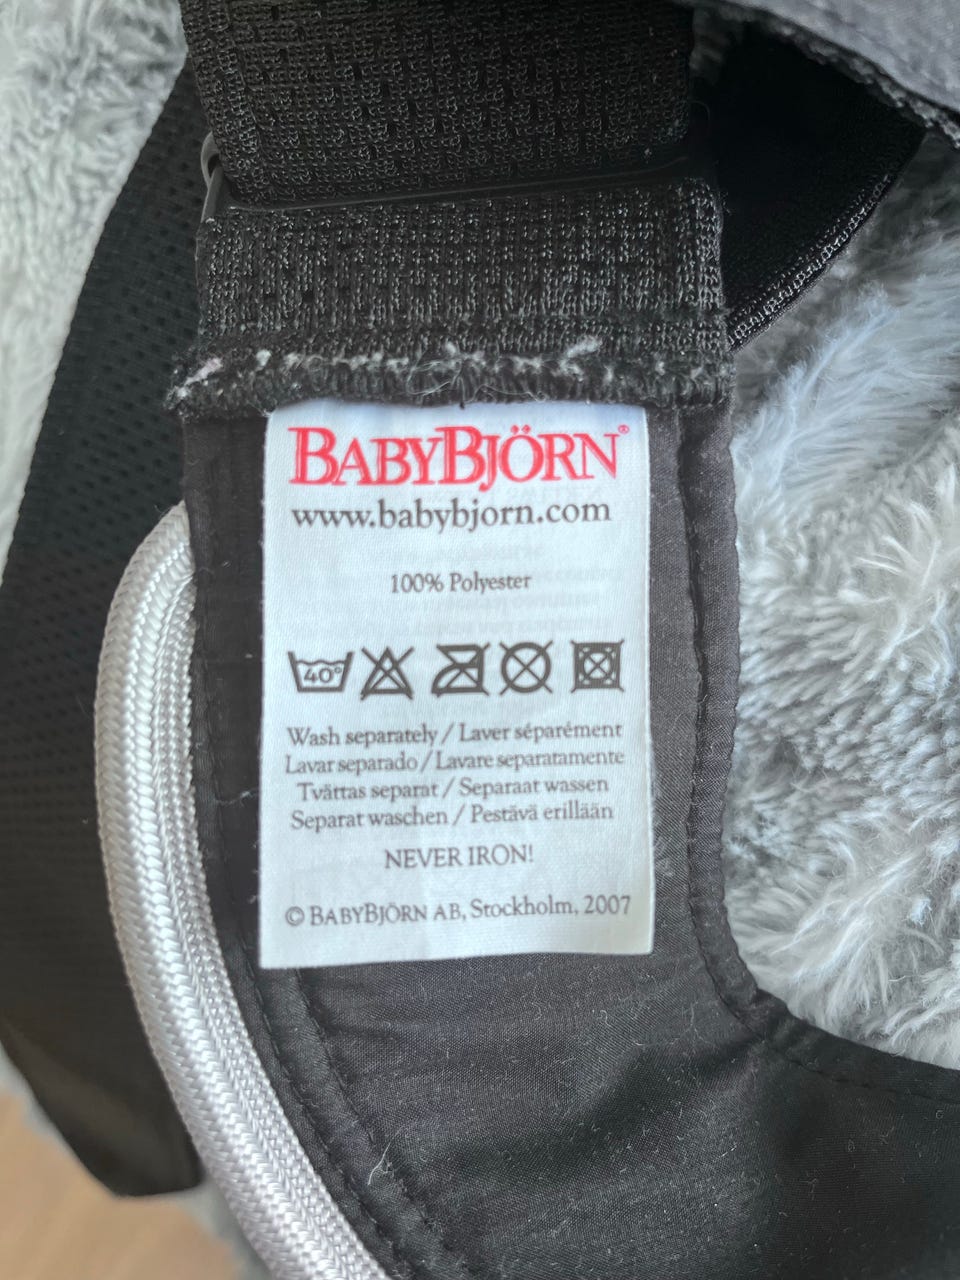 BABYBJÖRN®
www.babybjorn.com
100% Polyester
40°
Wash separately / Laver séparément
Lavar separado / Lavare separatamente
Tvättas separat / Separaat wassen
Separat waschen / Pestävä erillään
NEVER IRON!
© BABYBJÖRN AB, Stockholm, 2007